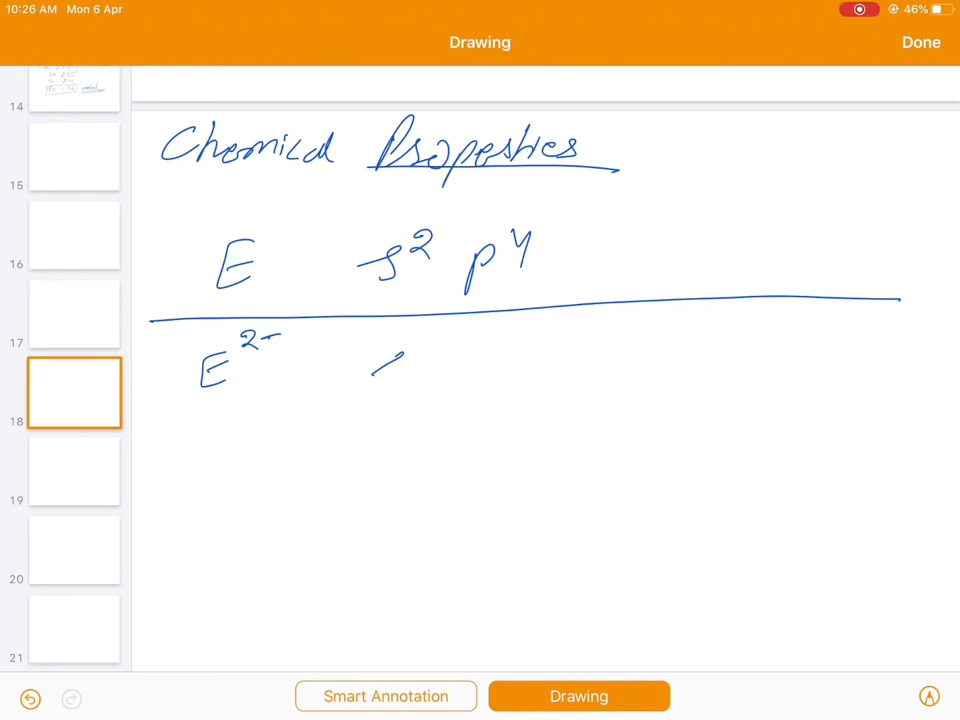 10:26 AM Mon 6 Apr 46%
Drawing Done
14
15
16
17
18
19
20
21
Chemical Properties
E s² p⁴
E²⁻
Smart Annotation Drawing